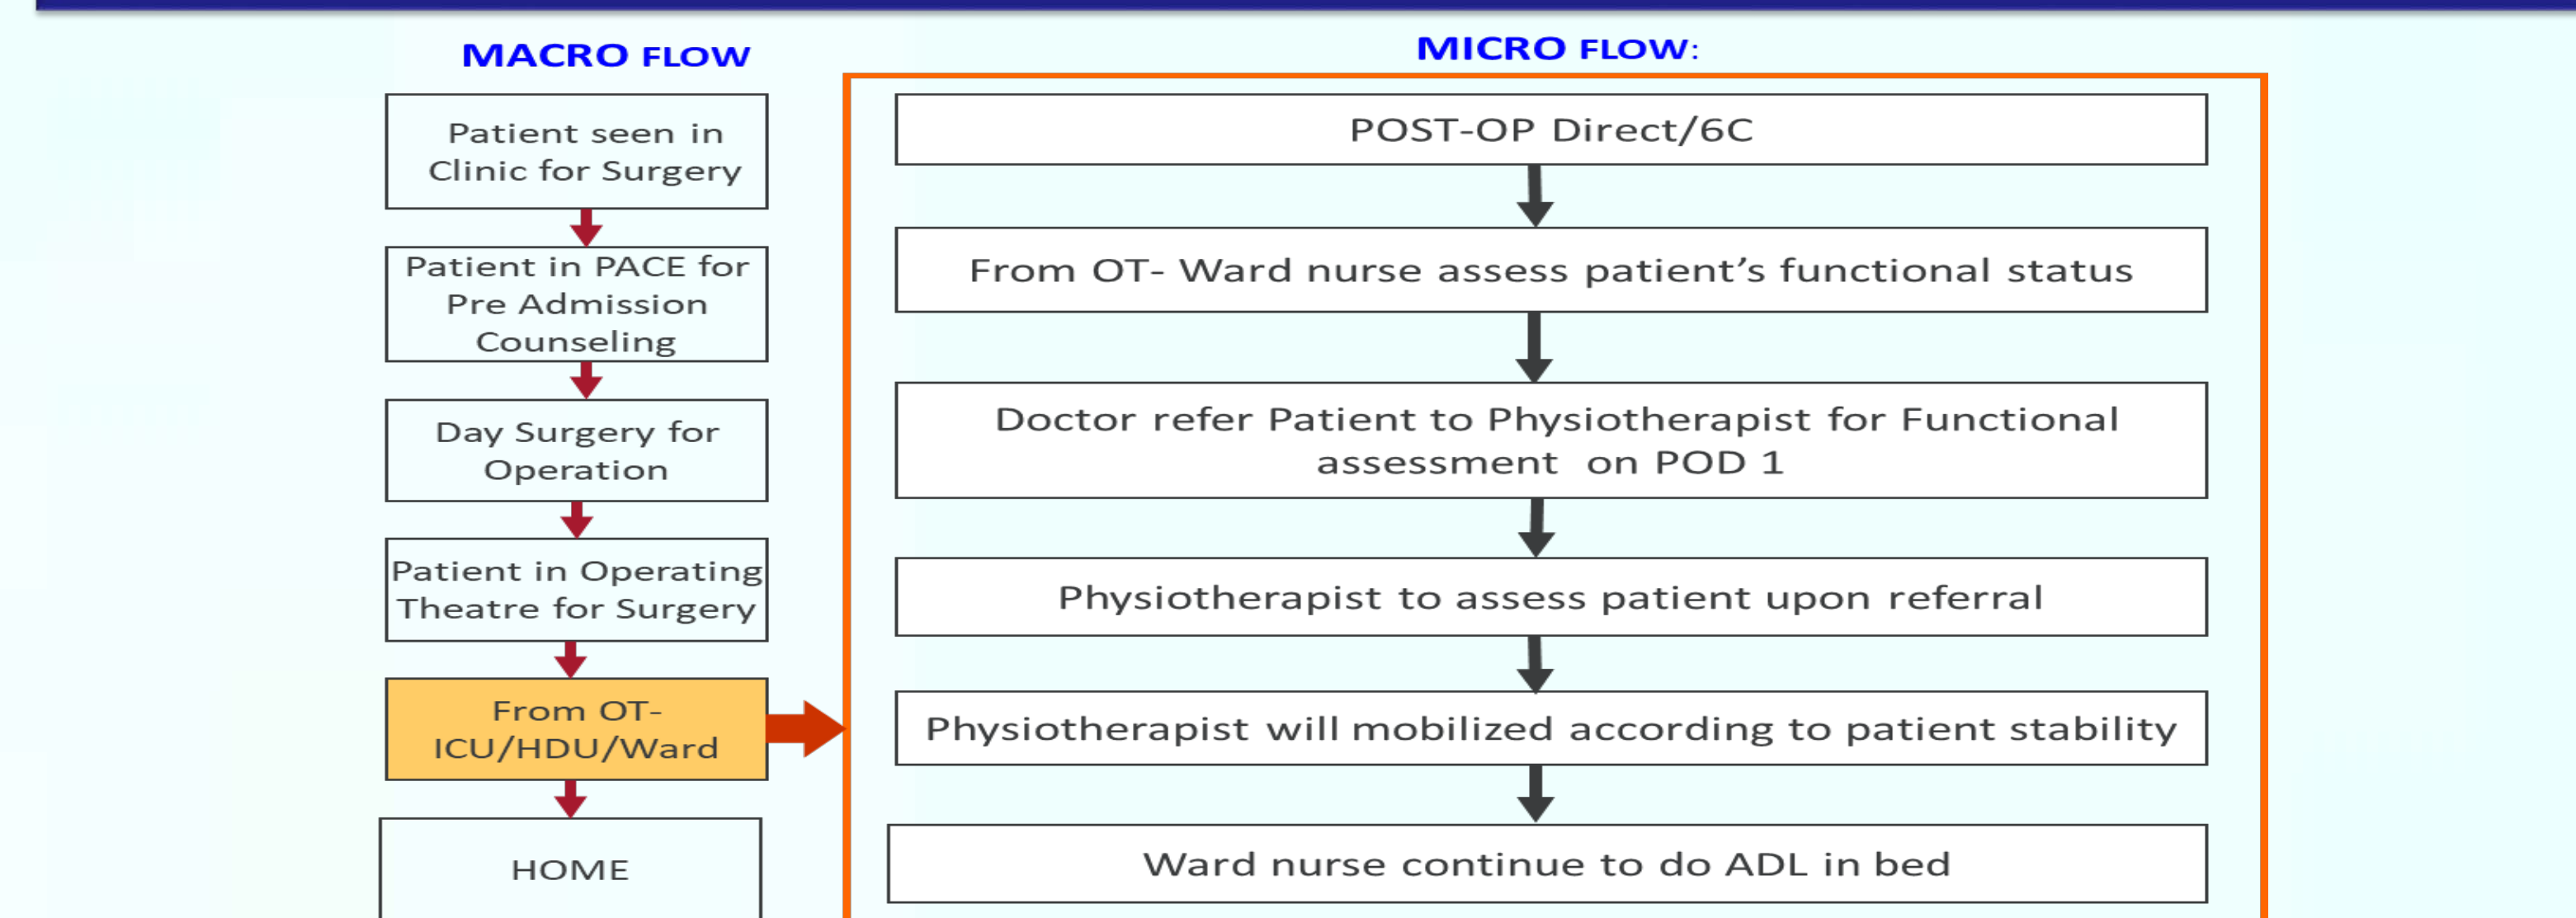 MACRO FLOW
Patient seen in
Clinic for Surgery
Patient in PACE for
Pre Admission
Counseling
Day Surgery for
Operation
Patient in Operating
Theatre for Surgery
From OT-
ICU/HDU/Ward
HOME
MICRO FLOW:
POST-OP Direct/6C
From OT- Ward nurse assess patient’s functional status
Doctor refer Patient to Physiotherapist for Functional
assessment on POD 1
Physiotherapist to assess patient upon referral
Physiotherapist will mobilized according to patient stability
Ward nurse continue to do ADL in bed